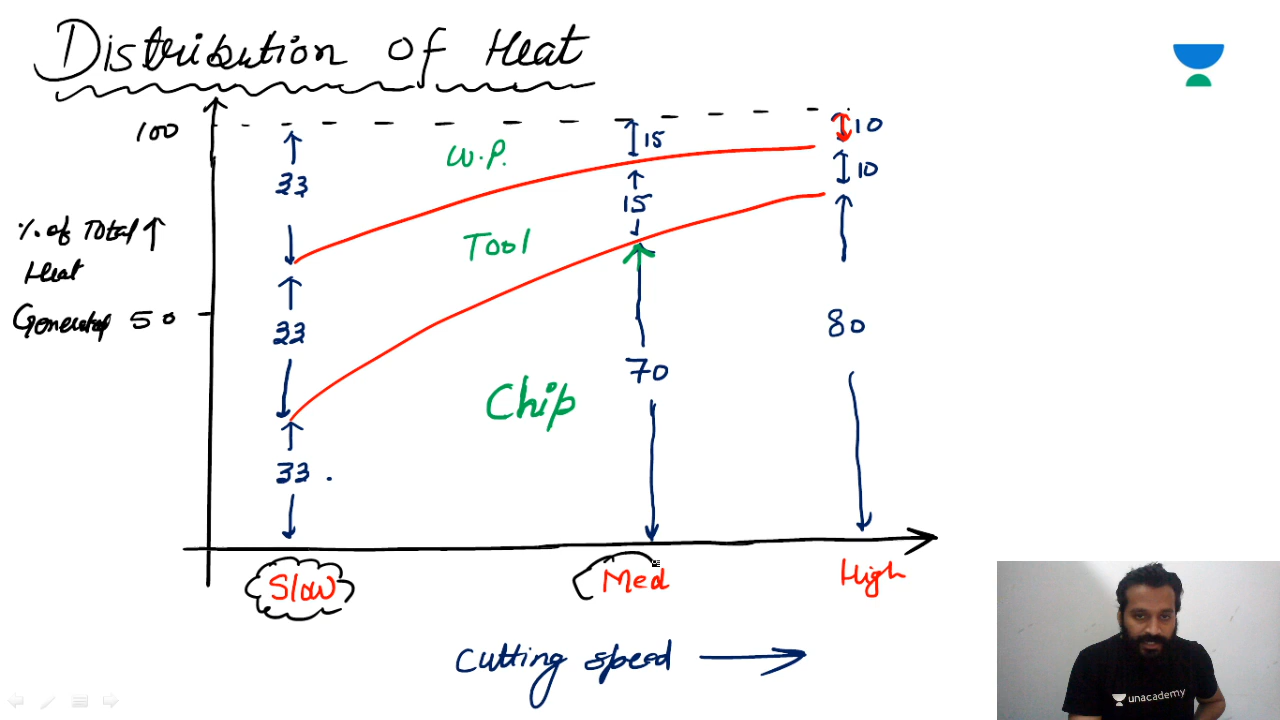 Distribution of Heat
100
33
W.P.
15
10
10
15
% of Total
Heat
Tool
50
33
80
70
Chip
33
Slow
Med
High
Cutting speed
unacademy